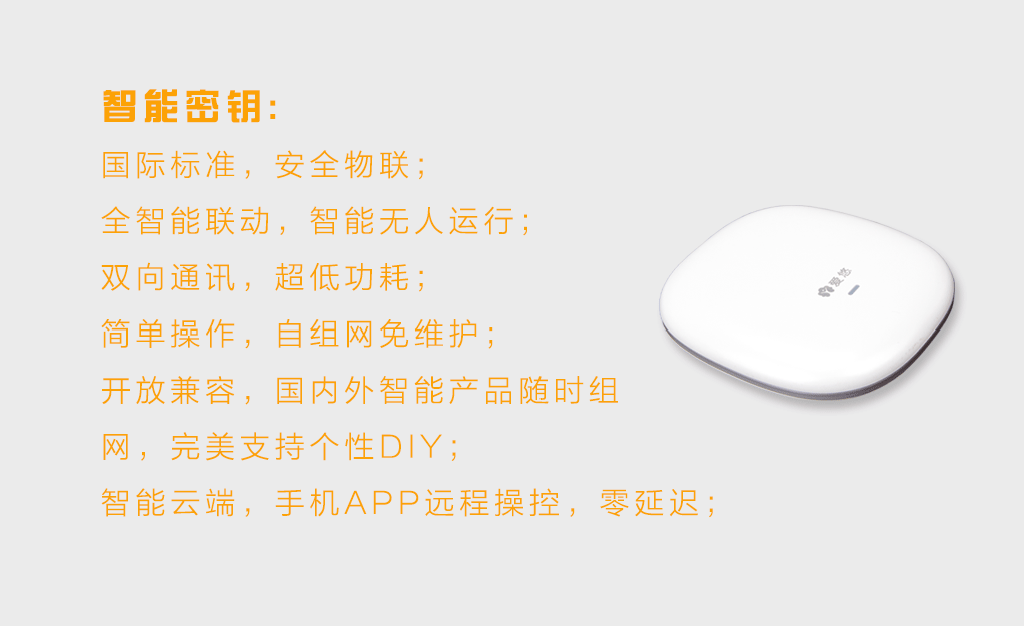 智能密钥:
国际标准，安全物联；
全智能联动，智能无人运行；
双向通讯，超低功耗；
简单操作，自组网免维护；
开放兼容，国内外智能产品随时组
网，完美支持个性DIY；
智能云端，手机APP远程操控，零延迟；
爱悠